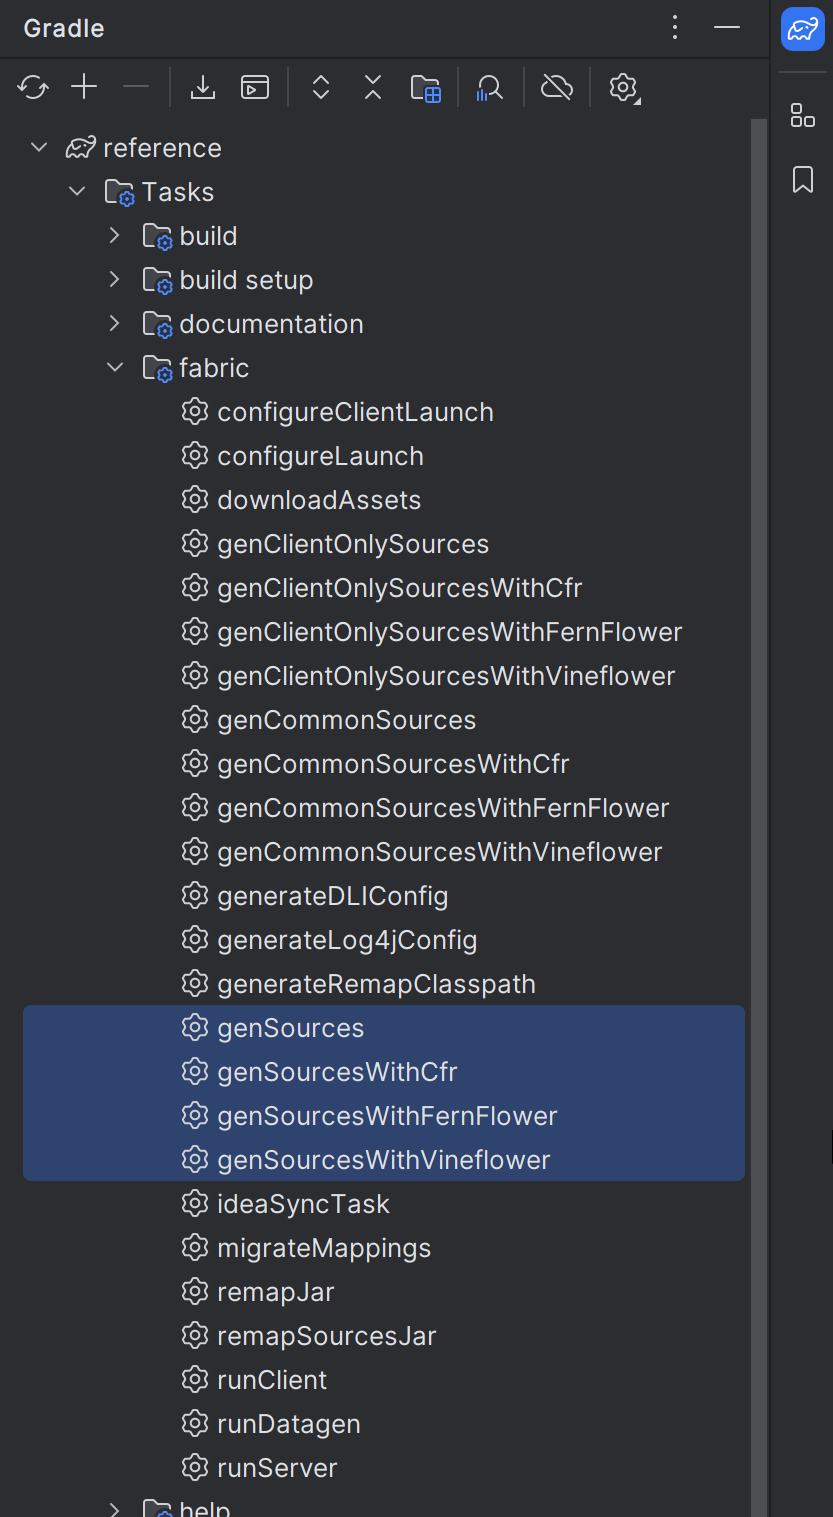 Gradle
reference
Tasks
build
build setup
documentation
fabric
configureClientLaunch
configureLaunch
downloadAssets
genClientOnlySources
genClientOnlySourcesWithCfr
genClientOnlySourcesWithFernFlower
genClientOnlySourcesWithVineflower
genCommonSources
genCommonSourcesWithCfr
genCommonSourcesWithFernFlower
genCommonSourcesWithVineflower
generateDLIConfig
generateLog4jConfig
generateRemapClasspath
genSources
genSourcesWithCfr
genSourcesWithFernFlower
genSourcesWithVineflower
ideaSyncTask
migrateMappings
remapJar
remapSourcesJar
runClient
runDatagen
runServer
help